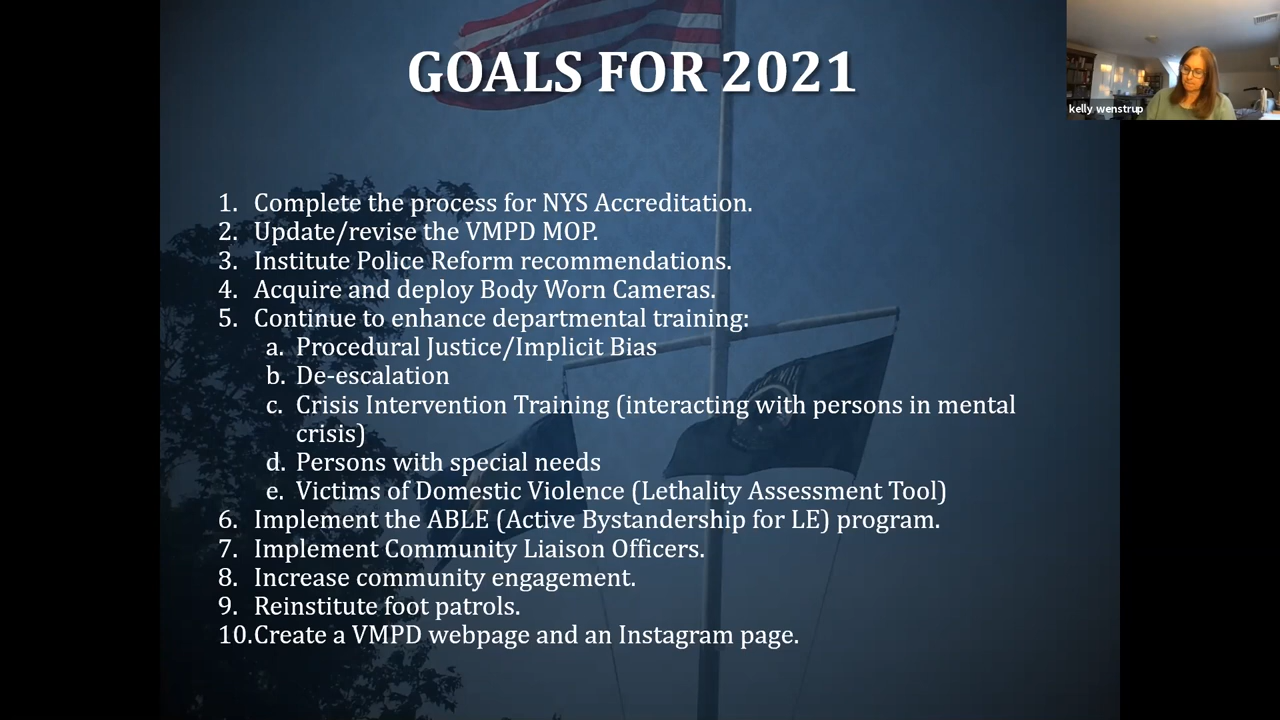 GOALS FOR 2021
kelly wenstrup
1. Complete the process for NYS Accreditation.
2. Update/revise the VMPD MOP.
3. Institute Police Reform recommendations.
4. Acquire and deploy Body Worn Cameras.
5. Continue to enhance departmental training:
a. Procedural Justice/Implicit Bias
b. De-escalation
c. Crisis Intervention Training (interacting with persons in mental
crisis)
d. Persons with special needs
e. Victims of Domestic Violence (Lethality Assessment Tool)
6. Implement the ABLE (Active Bystandership for LE) program.
7. Implement Community Liaison Officers.
8. Increase community engagement.
9. Reinstitute foot patrols.
10.Create a VMPD webpage and an Instagram page.